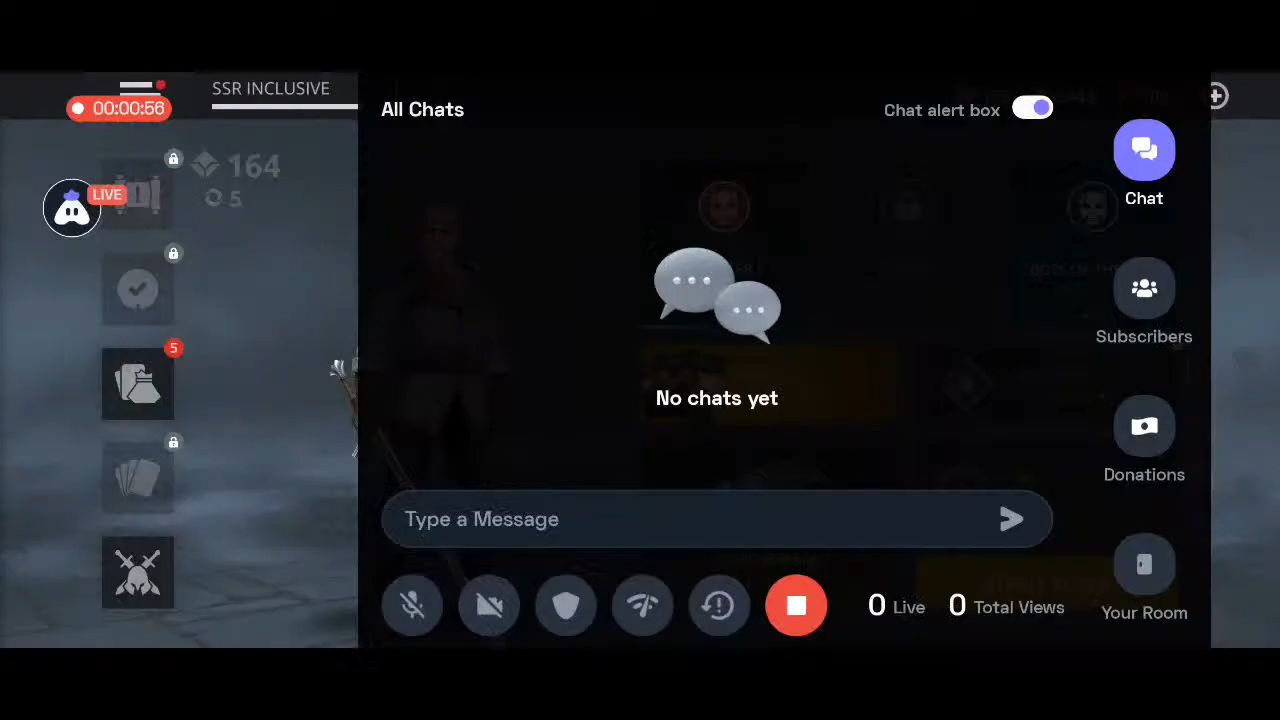 SSR INCLUSIVE
00:00:56
All Chats
Chat alert box
164
5
LIVE
Chat
Subscribers
5
No chats yet
Donations
Type a Message
0 Live 0 Total Views
Your Room